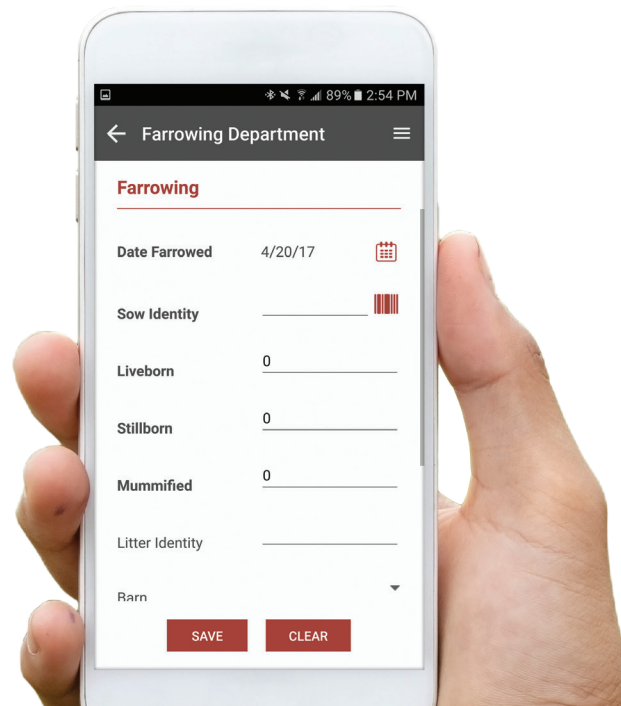 89% 2:54 PM
Farrowing Department
Farrowing
Date Farrowed 4/20/17
Sow Identity
Liveborn 0
Stillborn 0
Mummified 0
Litter Identity
Barn
SAVE CLEAR